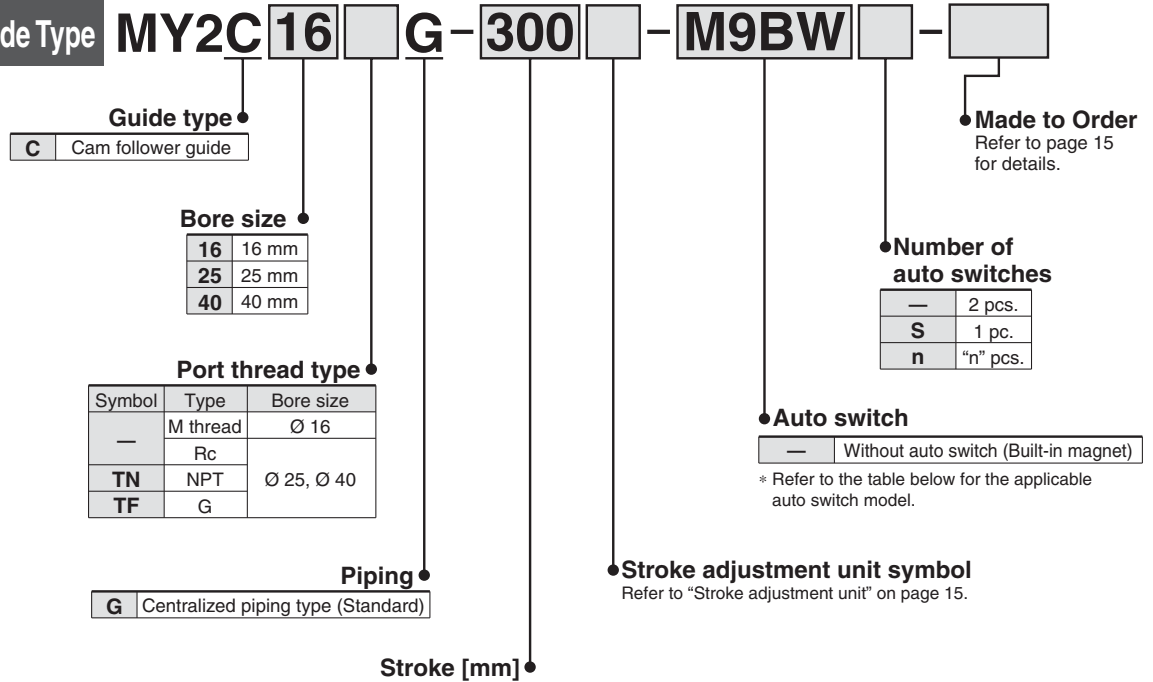 de Type MY2C 16 G – 300 – M9BW –
Guide type
C Cam follower guide
Made to Order
Refer to page 15
for details.
Bore size
16 16 mm
25 25 mm
40 40 mm
Number of
auto switches
— 2 pcs.
S 1 pc.
n “n” pcs.
Port thread type
Symbol Type Bore size
— M thread Ø 16
Rc Ø 25, Ø 40
TN NPT
TF G
Auto switch
— Without auto switch (Built-in magnet)
∗ Refer to the table below for the applicable
auto switch model.
Piping
G Centralized piping type (Standard)
Stroke adjustment unit symbol
Refer to “Stroke adjustment unit” on page 15.
Stroke [mm]